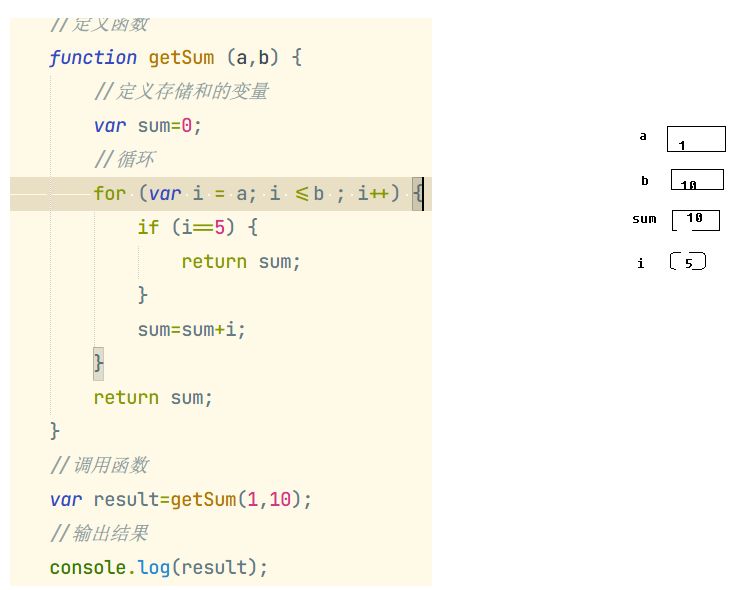 //定义函数
function getSum (a,b) {
//定义存储和的变量
var sum=0;
//循环
for (var i = a; i <=b ; i++) {
if (i==5) {
return sum;
}
sum=sum+i;
}
return sum;
}
//调用函数
var result=getSum(1,10);
//输出结果
console.log(result);
a 1
b 10
sum 10
i 5